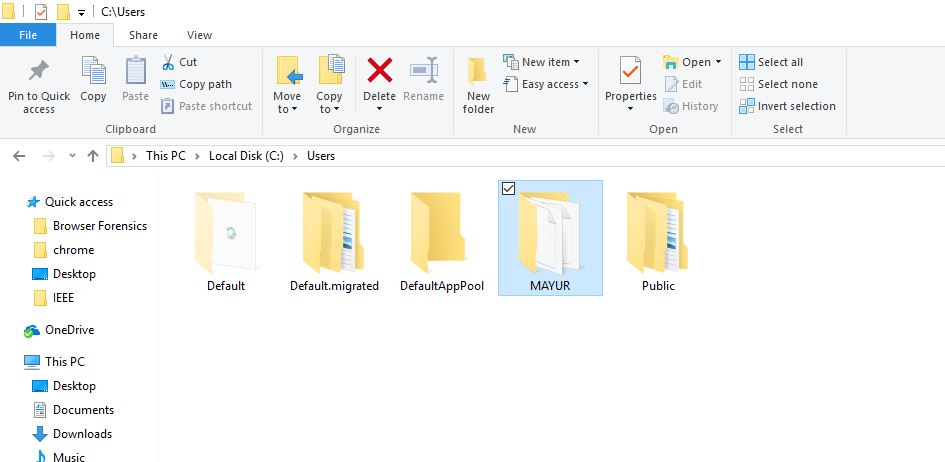 C:\Users
File Home Share View
Pin to Quick access
Copy
Paste
Cut
Copy path
Paste shortcut
Clipboard
Move to
Copy to
Delete
Rename
Organize
New folder
New item
Easy access
New
Properties
Open
Edit
History
Open
Select all
Select none
Invert selection
Select
This PC Local Disk (C:) Users
Quick access
Browser Forensics
chrome
Desktop
IEEE
OneDrive
This PC
Desktop
Documents
Downloads
Music
Default
Default.migrated
DefaultAppPool
MAYUR
Public